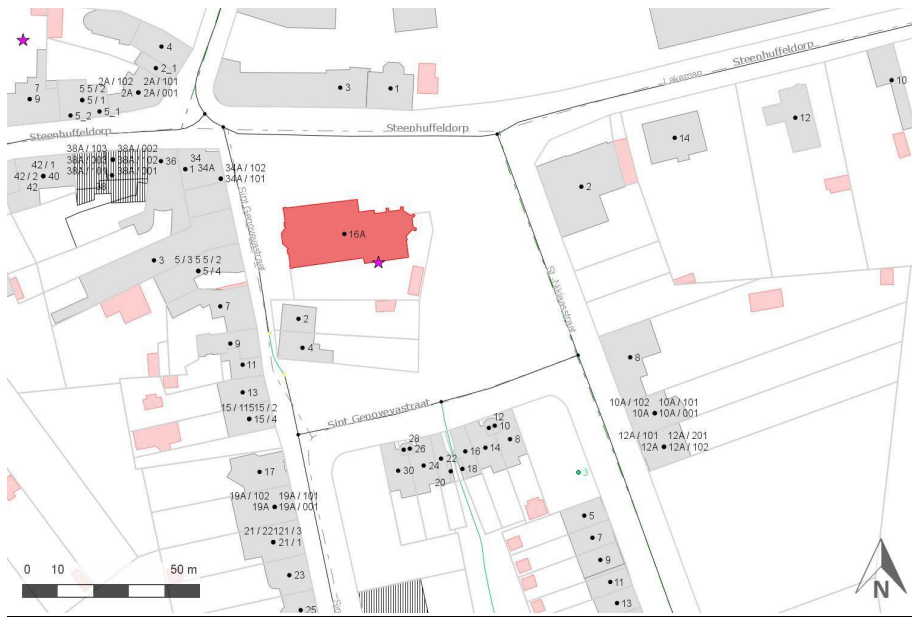 4
2_1
2A / 102 2A / 101
2A 2A / 001
7
9
5 5 / 2
5 / 1
5_2
5_1
3
1
Steenhuffeldorp
Lakeman
10
12
14
2
Steenhuffeldorp
Steenhuffeldorp
38A / 103 38A / 002
38A / 003 38A / 102
38A / 101 38A / 001
38
42 / 1
42 / 2 40
42
36
34
1 34A
34A / 102
34A / 101
Sint Genovevastraat
16A
3
5 / 3 5 5 / 2
5 / 4
7
9
11
13
15 / 11515 / 2
15 / 4
2
4
St. Niklaasstraat
8
10A / 102 10A / 101
10A 10A / 001
12A / 101 12A / 201
12A 12A / 102
Sint Genovevastraat
28
26
30
24
22
20
16
18
14
12
10
8
3
17
19A / 102 19A / 101
19A 19A / 001
21 / 22121 / 3
21 / 1
23
25
5
7
9
11
13
0 10 50 m
N